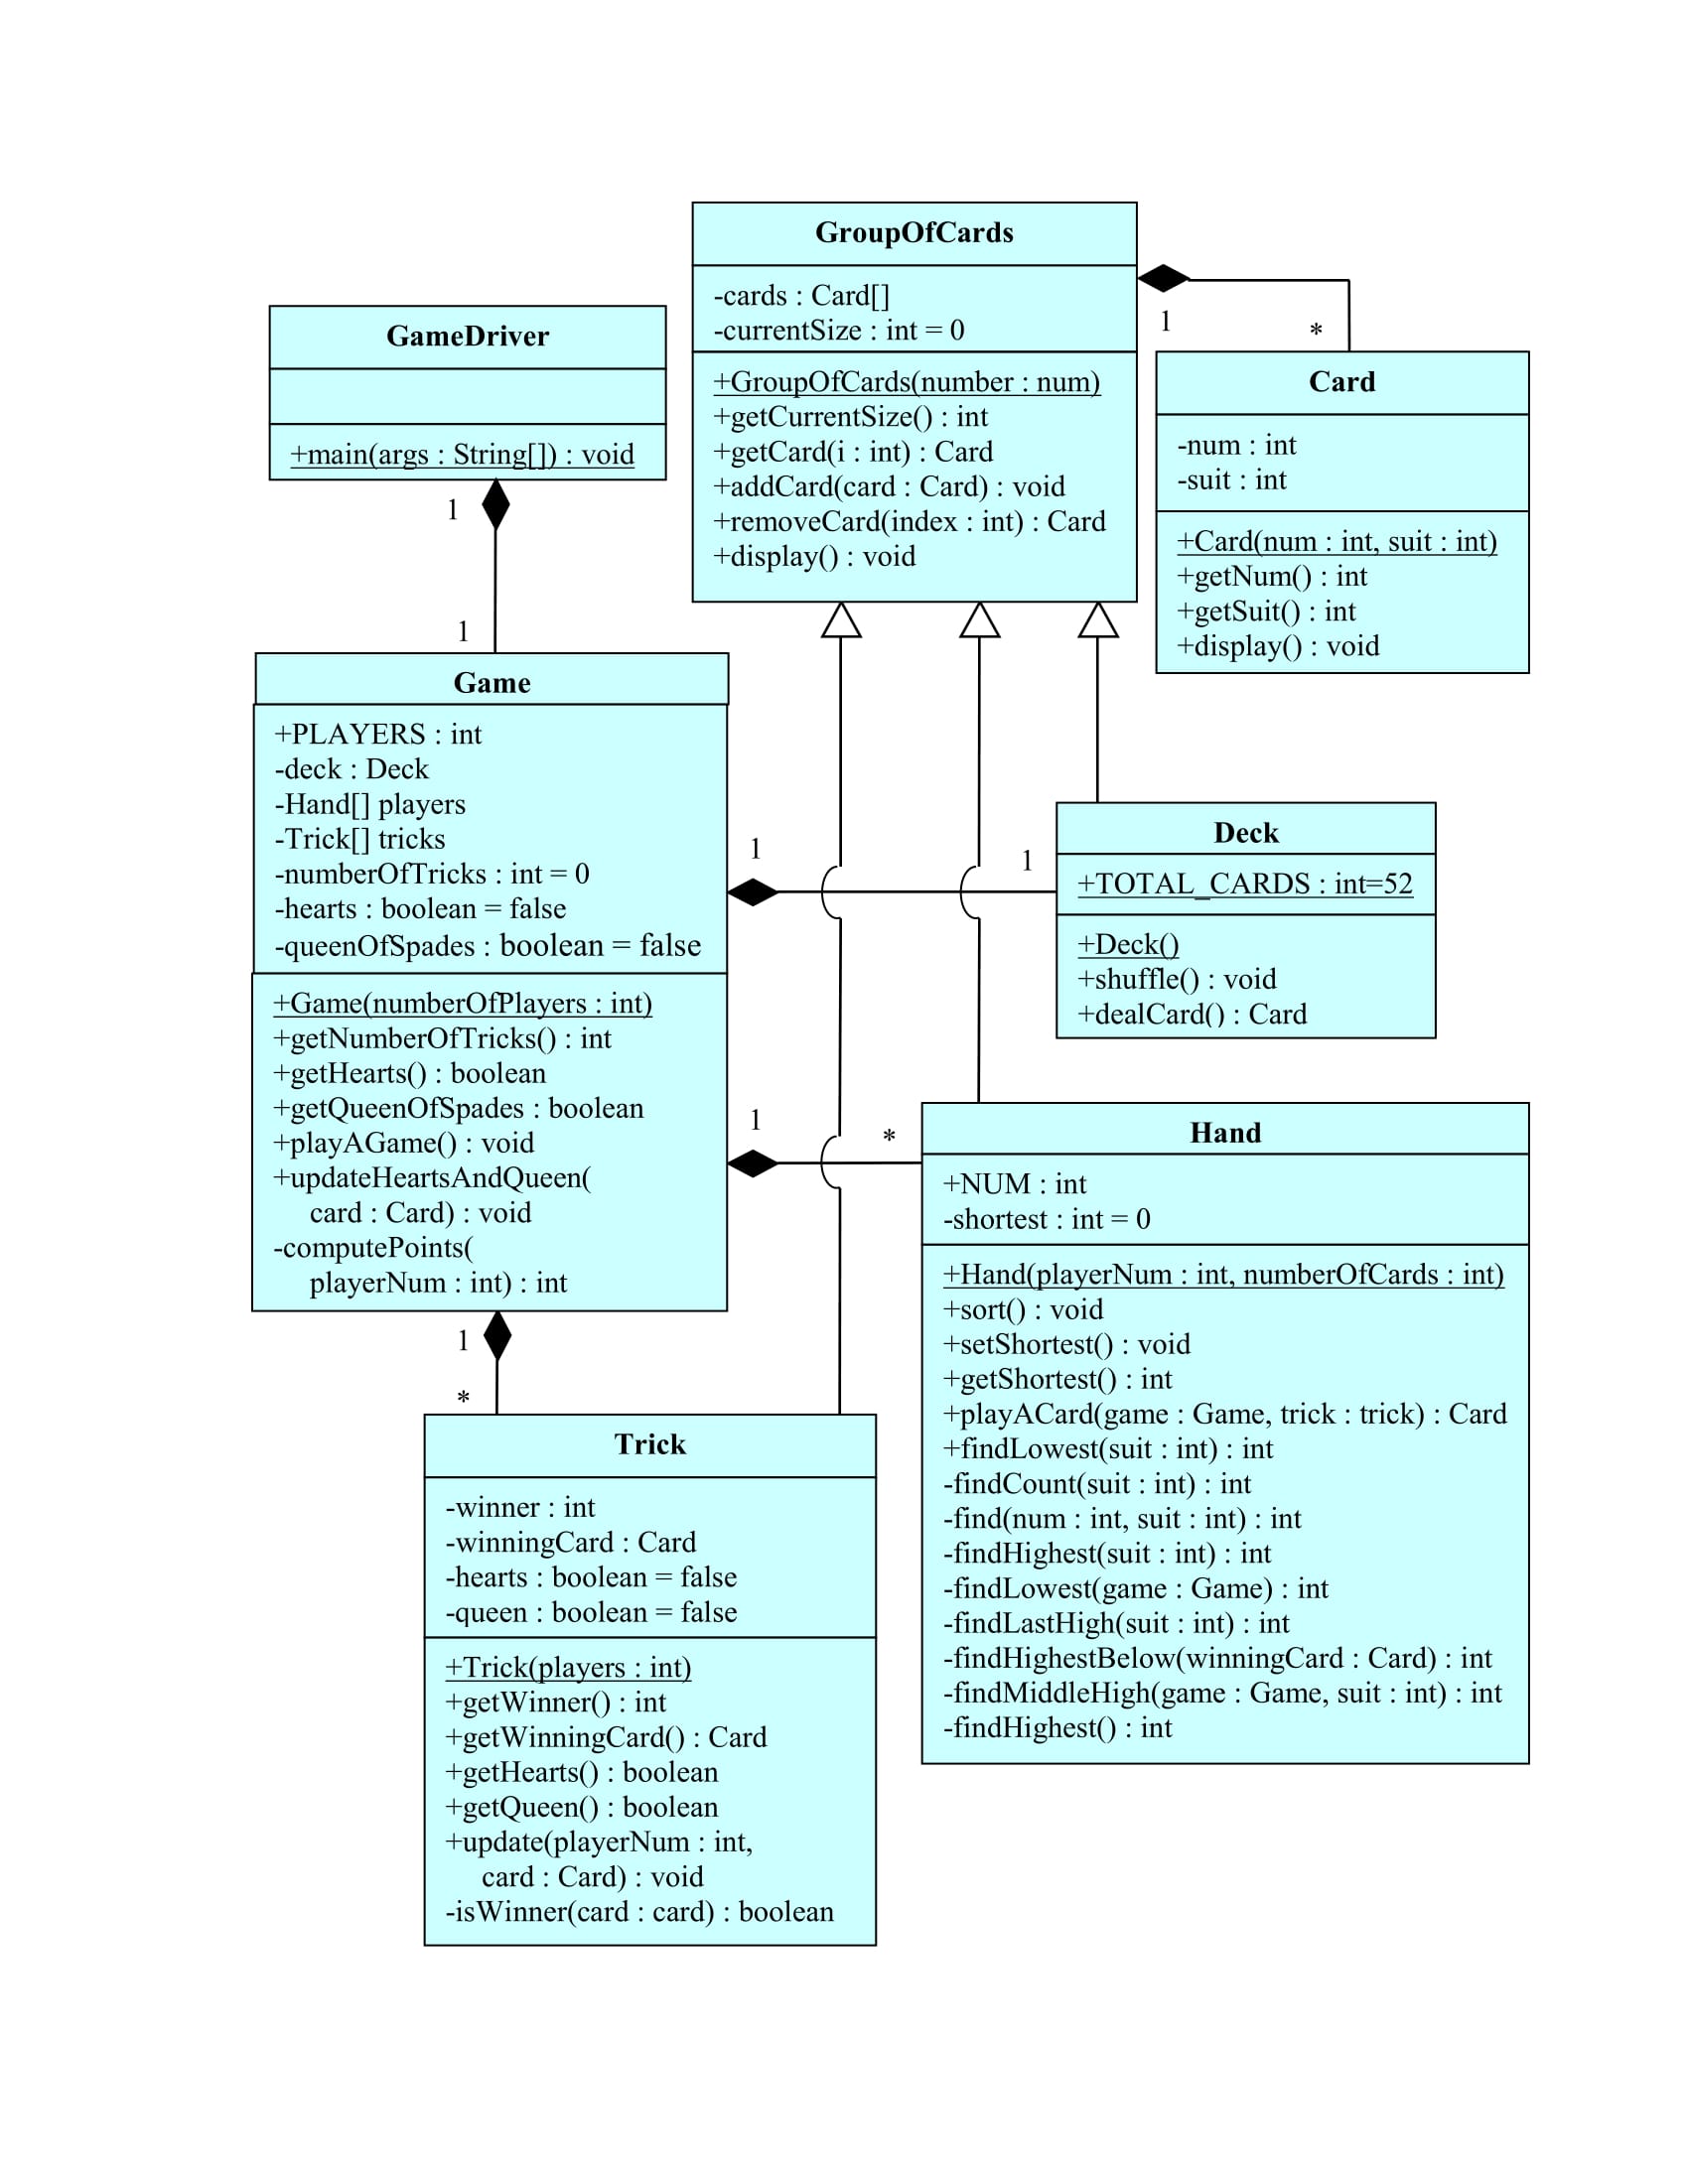 GroupOfCards
-cards : Card[]
-currentSize : int = 0
+GroupOfCards(number : num)
+getCurrentSize() : int
+getCard(i : int) : Card
+addCard(card : Card) : void
+removeCard(index : int) : Card
+display() : void
1
*
GameDriver
+main(args : String[]) : void
1
1
Card
-num : int
-suit : int
+Card(num : int, suit : int)
+getNum() : int
+getSuit() : int
+display() : void
Game
+PLAYERS : int
-deck : Deck
-Hand[] players
-Trick[] tricks
-numberOfTricks : int = 0
-hearts : boolean = false
-queenOfSpades : boolean = false
+Game(numberOfPlayers : int)
+getNumberOfTricks() : int
+getHearts() : boolean
+getQueenOfSpades : boolean
+playAGame() : void
+updateHeartsAndQueen(
card : Card) : void
-computePoints(
playerNum : int) : int
1
1
Deck
+TOTAL_CARDS : int=52
+Deck()
+shuffle() : void
+dealCard() : Card
1
*
Hand
+NUM : int
-shortest : int = 0
+Hand(playerNum : int, numberOfCards : int)
+sort() : void
+setShortest() : void
+getShortest() : int
+playACard(game : Game, trick : trick) : Card
+findLowest(suit : int) : int
-findCount(suit : int) : int
-find(num : int, suit : int) : int
-findHighest(suit : int) : int
-findLowest(game : Game) : int
-findLastHigh(suit : int) : int
-findHighestBelow(winningCard : Card) : int
-findMiddleHigh(game : Game, suit : int) : int
-findHighest() : int
1
*
Trick
-winner : int
-winningCard : Card
-hearts : boolean = false
-queen : boolean = false
+Trick(players : int)
+getWinner() : int
+getWinningCard() : Card
+getHearts() : boolean
+getQueen() : boolean
+update(playerNum : int,
card : Card) : void
-isWinner(card : card) : boolean